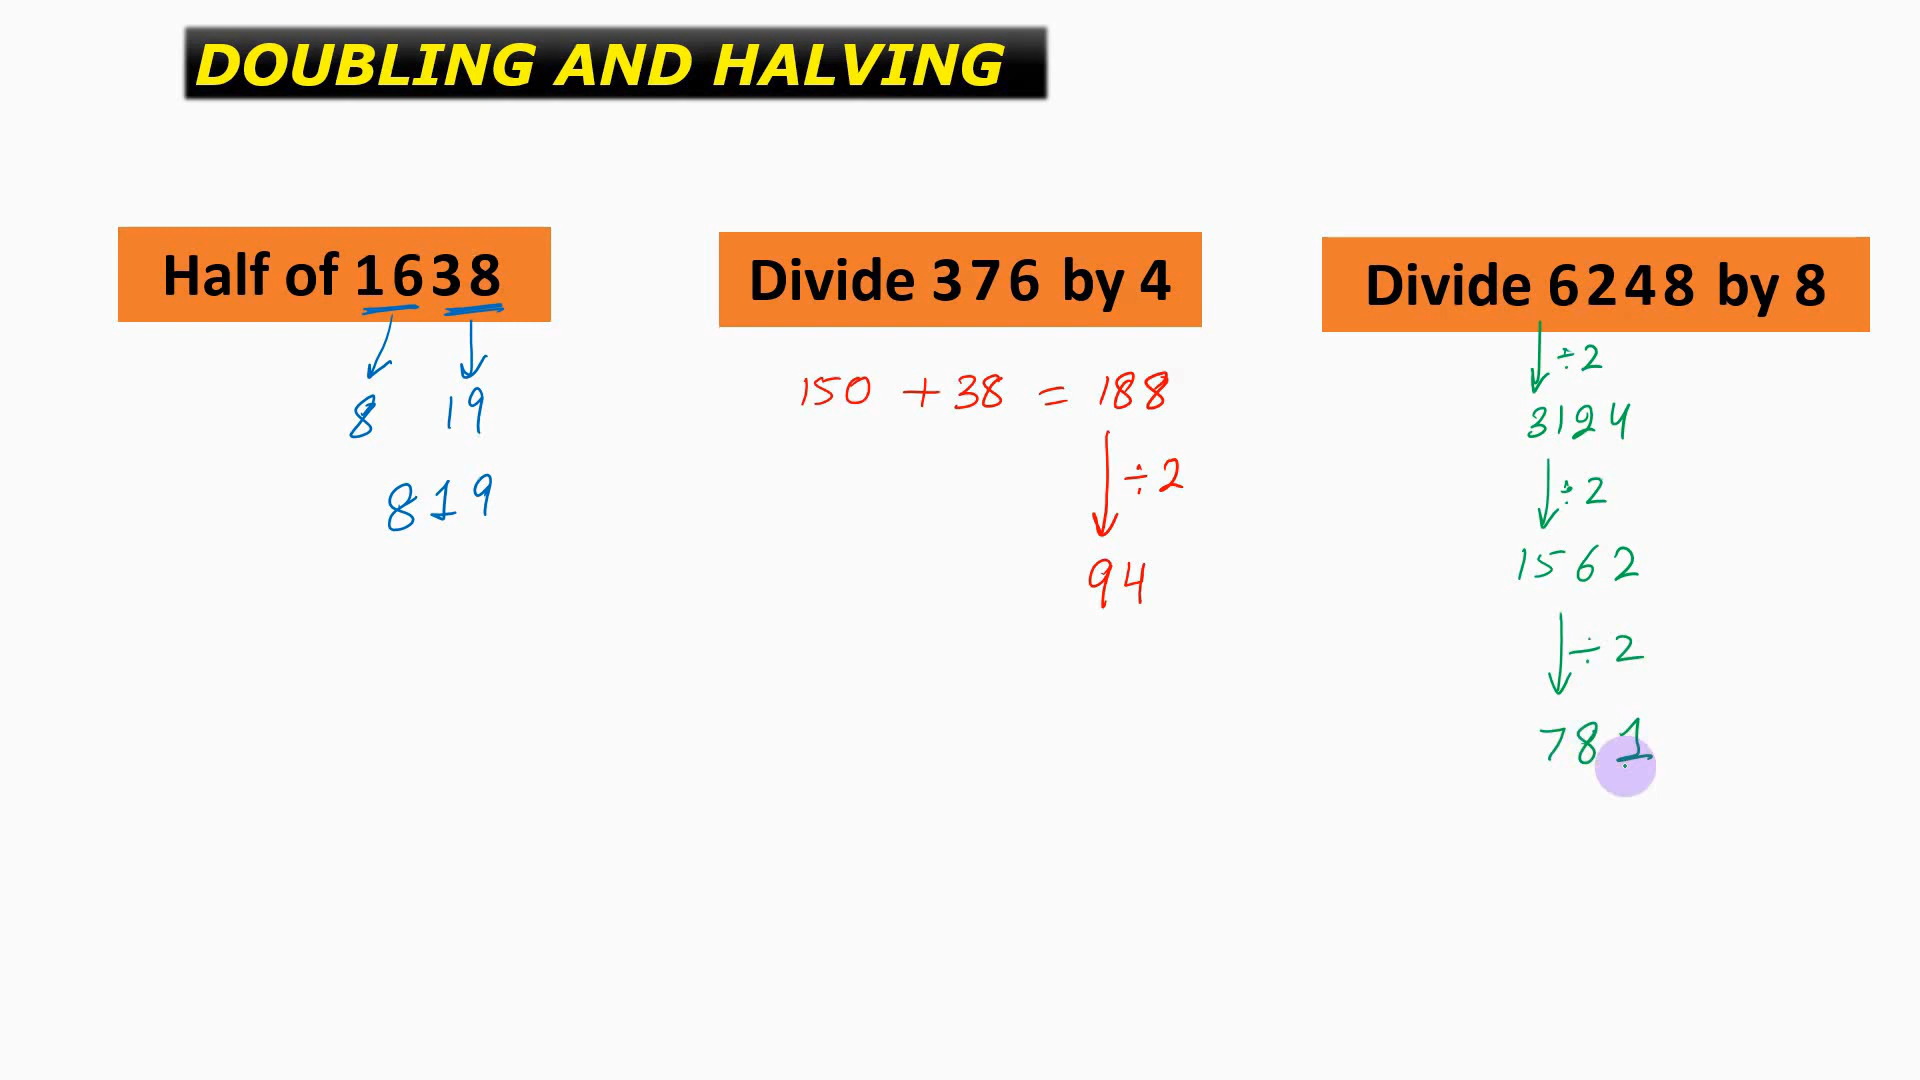 DOUBLING AND HALVING
Half of 1638
8 19
819
Divide 376 by 4
150 + 38 = 188
÷2
94
Divide 6248 by 8
÷2
3124
÷2
1562
÷2
781